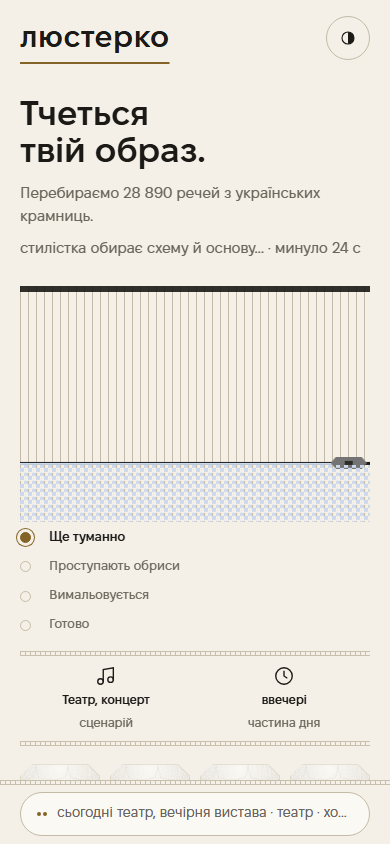 люстерко
Тчеться
твій образ.
Перебираємо 28 890 речей з українських
крамниць.
стилістка обирає схему й основу... · минуло 24 с
Ще туманно
Проступають обриси
Вимальовується
Готово
Театр, концерт
сценарій
ввечері
частина дня
сьогодні театр, вечірня вистава · театр · хо...